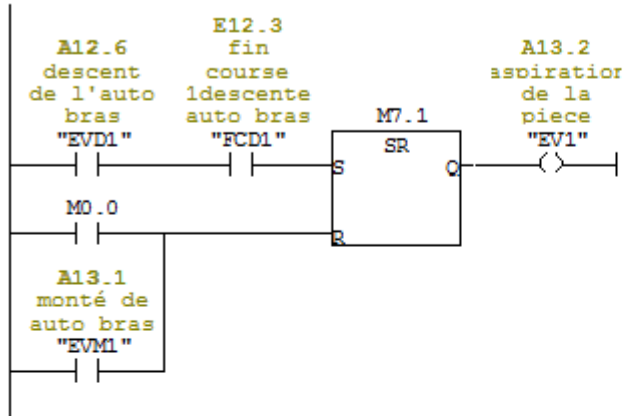 A12.6
descent
de l'auto
bras
"EVD1"
E12.3
fin
course
1descente
auto bras
"FCD1"
M7.1
SR
S
Q
R
A13.2
aspiration
de la
piece
"EV1"
M0.0
A13.1
monté de
auto bras
"EVM1"